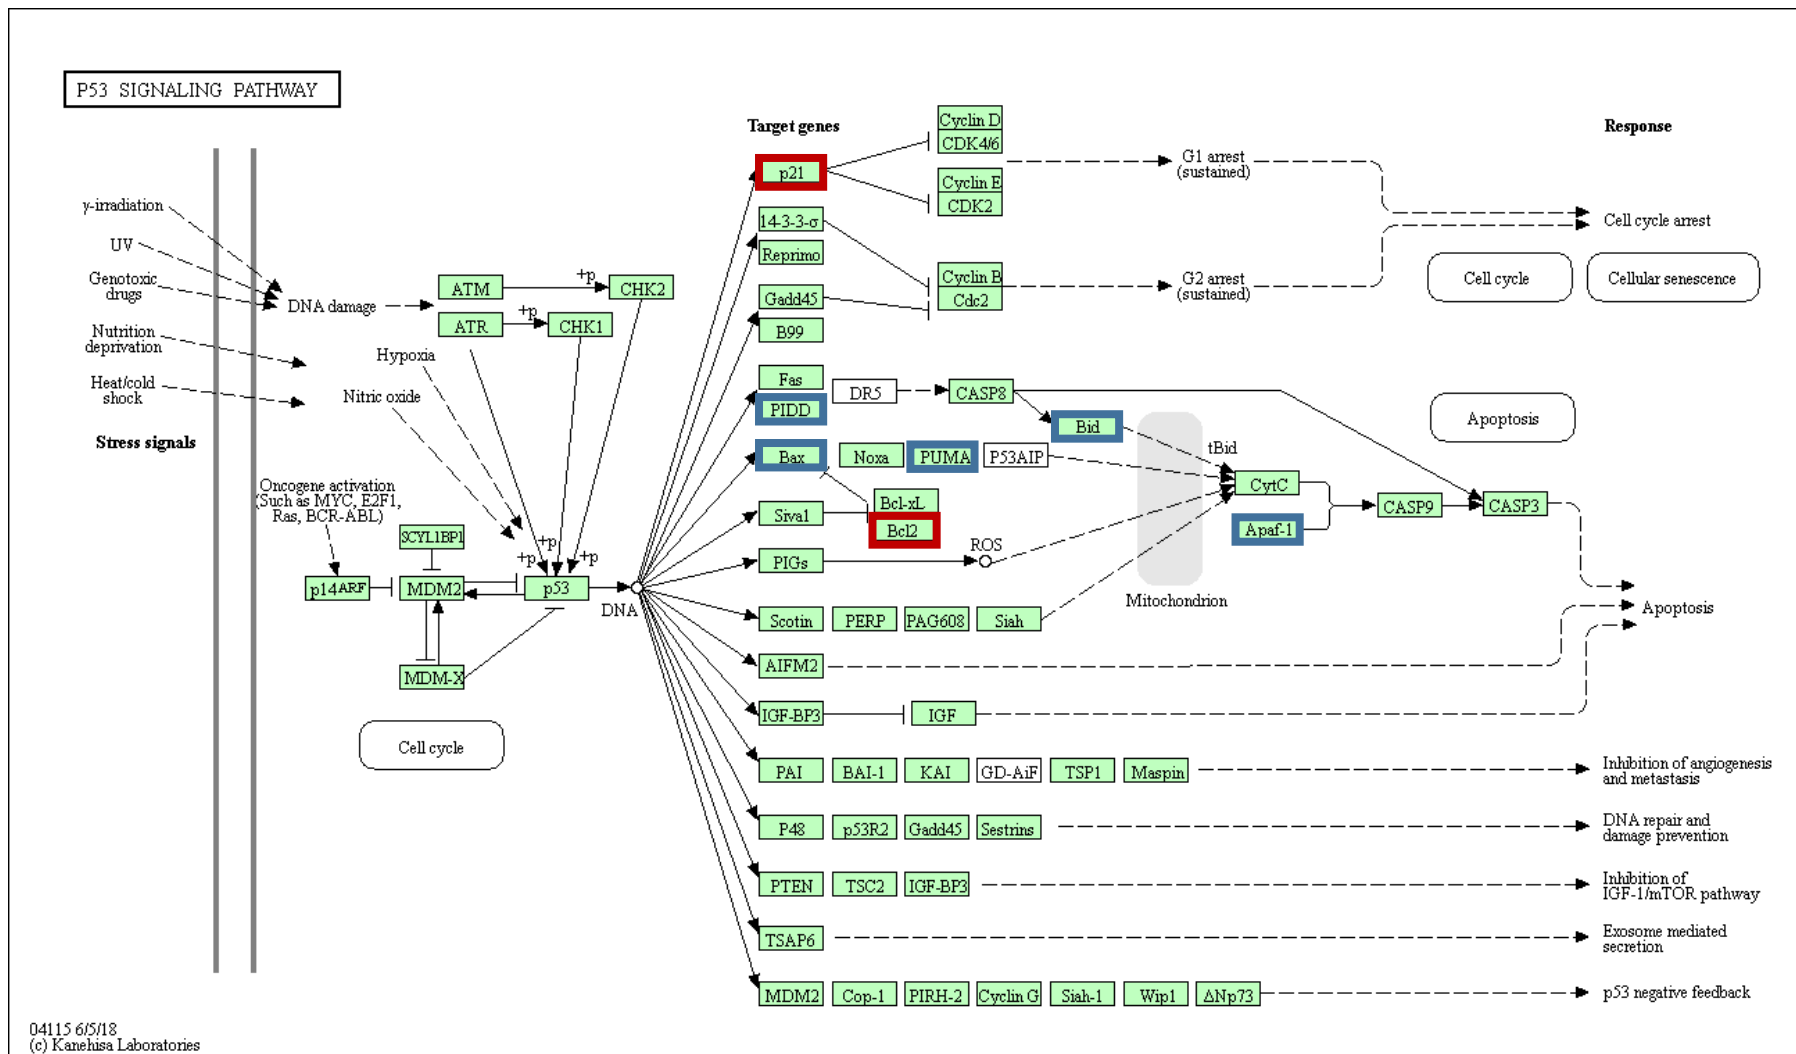 P53 SIGNALING PATHWAY
Target genes
Response
Cyclin D
CDK4/6
p21
G1 arrest
(sustained)
Cyclin E
CDK2
γ-irradiation
14-3-3-σ
Cell cycle arrest
UV
Reprimo
Genotoxic
drugs
DNA damage
ATM
+p
CHK2
Gadd45
Cyclin B
Cdc2
G2 arrest
(sustained)
Cell cycle
Cellular senescence
ATR
+p
CHK1
B99
Nutrition
deprivation
Hypoxia
Heat/cold
shock
Nitric oxide
Fas
DR5
CASP8
PIDD
Bid
Apoptosis
Stress signals
Bax
Noxa
PUMA
P53AIP
tBid
CytC
Oncogene activation
(Such as MYC, E2F1,
Ras, BCR-ABL)
Siva1
Bcl-xL
Bcl2
CASP9
CASP3
Apaf-1
SCYL1BP1
+p
+p
+p
PIGs
ROS
p14ARF
MDM2
p53
DNA
Mitochondrion
Apoptosis
Scotin
PERP
PAG608
Siah
MDM-X
AIFM2
IGF-BP3
IGF
Cell cycle
PAI
BAI-1
KAI
GD-AiF
TSP1
Maspin
Inhibition of angiogenesis
and metastasis
P48
p53R2
Gadd45
Sestrins
DNA repair and
damage prevention
PTEN
TSC2
IGF-BP3
Inhibition of
IGF-1/mTOR pathway
TSAP6
Exosome mediated
secretion
MDM2
Cop-1
PIRH-2
Cyclin G
Siah-1
Wip1
ΔNp73
p53 negative feedback
04115 6/5/18
(c) Kanehisa Laboratories